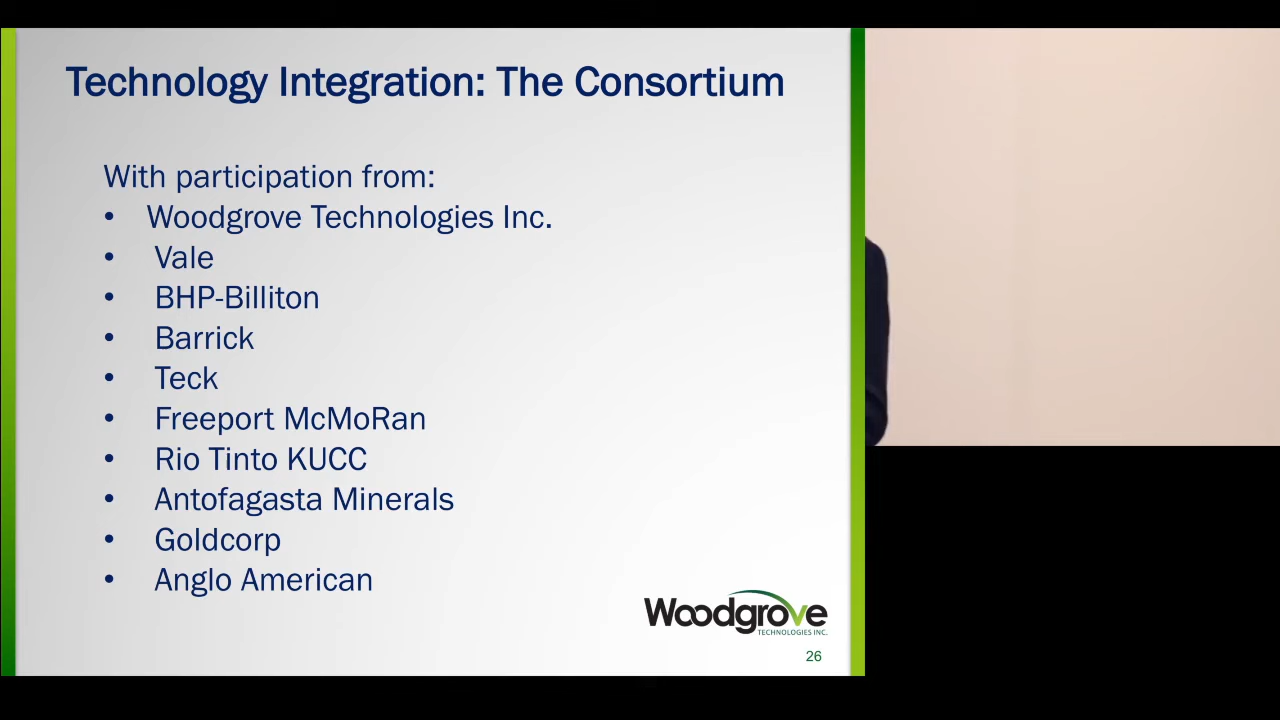 Technology Integration: The Consortium
With participation from:
• Woodgrove Technologies Inc.
• Vale
• BHP-Billiton
• Barrick
• Teck
• Freeport McMoRan
• Rio Tinto KUCC
• Antofagasta Minerals
• Goldcorp
• Anglo American
Woodgrove
TECHNOLOGIES INC.
26